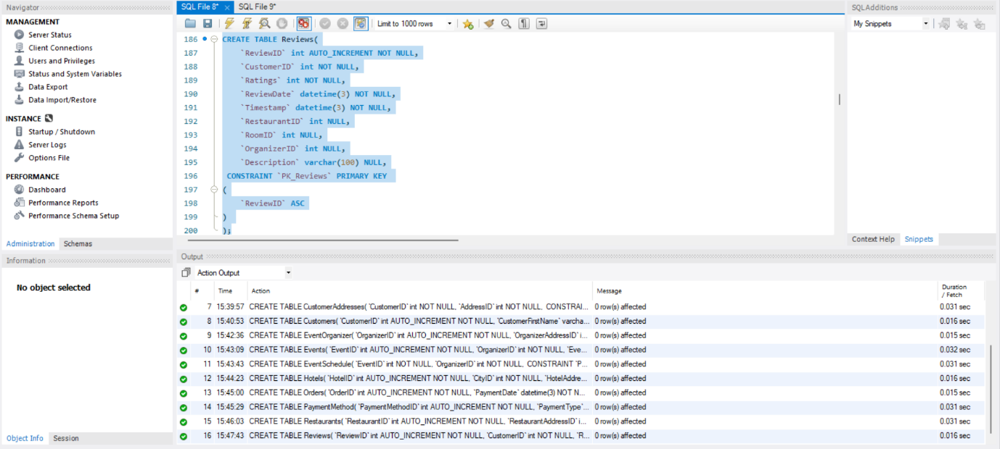 Navigator
MANAGEMENT
Server Status
Client Connections
Users and Privileges
Status and System Variables
Data Export
Data Import/Restore
INSTANCE
Startup / Shutdown
Server Logs
Options File
PERFORMANCE
Dashboard
Performance Reports
Performance Schema Setup
Administration Schemas
Information
No object selected
Object Info Session
SQL File 8* × SQL File 9*
Limit to 1000 rows
186 CREATE TABLE Reviews(
187 `ReviewID` int AUTO_INCREMENT NOT NULL,
188 `CustomerID` int NOT NULL,
189 `Ratings` int NOT NULL,
190 `ReviewDate` datetime(3) NOT NULL,
191 `Timestamp` datetime(3) NOT NULL,
192 `RestaurantID` int NULL,
193 `RoomID` int NULL,
194 `OrganizerID` int NULL,
195 `Description` varchar(100) NULL,
196 CONSTRAINT `PK_Reviews` PRIMARY KEY
197 (
198 `ReviewID` ASC
199 )
200 );
SQLAdditions
My Snippets
Context Help Snippets
Output
Action Output
# Time Action Message Duration / Fetch
7 15:39:57 CREATE TABLE CustomerAddresses( `CustomerID` int NOT NULL, `AddressID` int NOT NULL, CONSTRAI... 0 row(s) affected 0.031 sec
8 15:40:53 CREATE TABLE Customers( `CustomerID` int AUTO_INCREMENT NOT NULL, `CustomerFirstName` varcha... 0 row(s) affected 0.016 sec
9 15:42:36 CREATE TABLE EventOrganizer( `OrganizerID` int AUTO_INCREMENT NOT NULL, `OrganizerAddressID` i... 0 row(s) affected 0.015 sec
10 15:43:09 CREATE TABLE Events( `EventID` int AUTO_INCREMENT NOT NULL, `OrganizerID` int NOT NULL, `Eve... 0 row(s) affected 0.032 sec
11 15:43:43 CREATE TABLE EventSchedule( `EventID` int NOT NULL, `OrganizerID` int NOT NULL, CONSTRAINT `P... 0 row(s) affected 0.031 sec
12 15:44:23 CREATE TABLE Hotels( `HotelID` int AUTO_INCREMENT NOT NULL, `CityID` int NOT NULL, `HotelAddre... 0 row(s) affected 0.016 sec
13 15:45:00 CREATE TABLE Orders( `OrderID` int AUTO_INCREMENT NOT NULL, `PaymentDate` datetime(3) NOT N... 0 row(s) affected 0.015 sec
14 15:45:29 CREATE TABLE PaymentMethod( `PaymentMethodID` int AUTO_INCREMENT NOT NULL, `PaymentType`... 0 row(s) affected 0.031 sec
15 15:46:03 CREATE TABLE Restaurants( `RestaurantID` int AUTO_INCREMENT NOT NULL, `RestaurantAddressID` i... 0 row(s) affected 0.031 sec
16 15:47:43 CREATE TABLE Reviews( `ReviewID` int AUTO_INCREMENT NOT NULL, `CustomerID` int NOT NULL, `R... 0 row(s) affected 0.016 sec